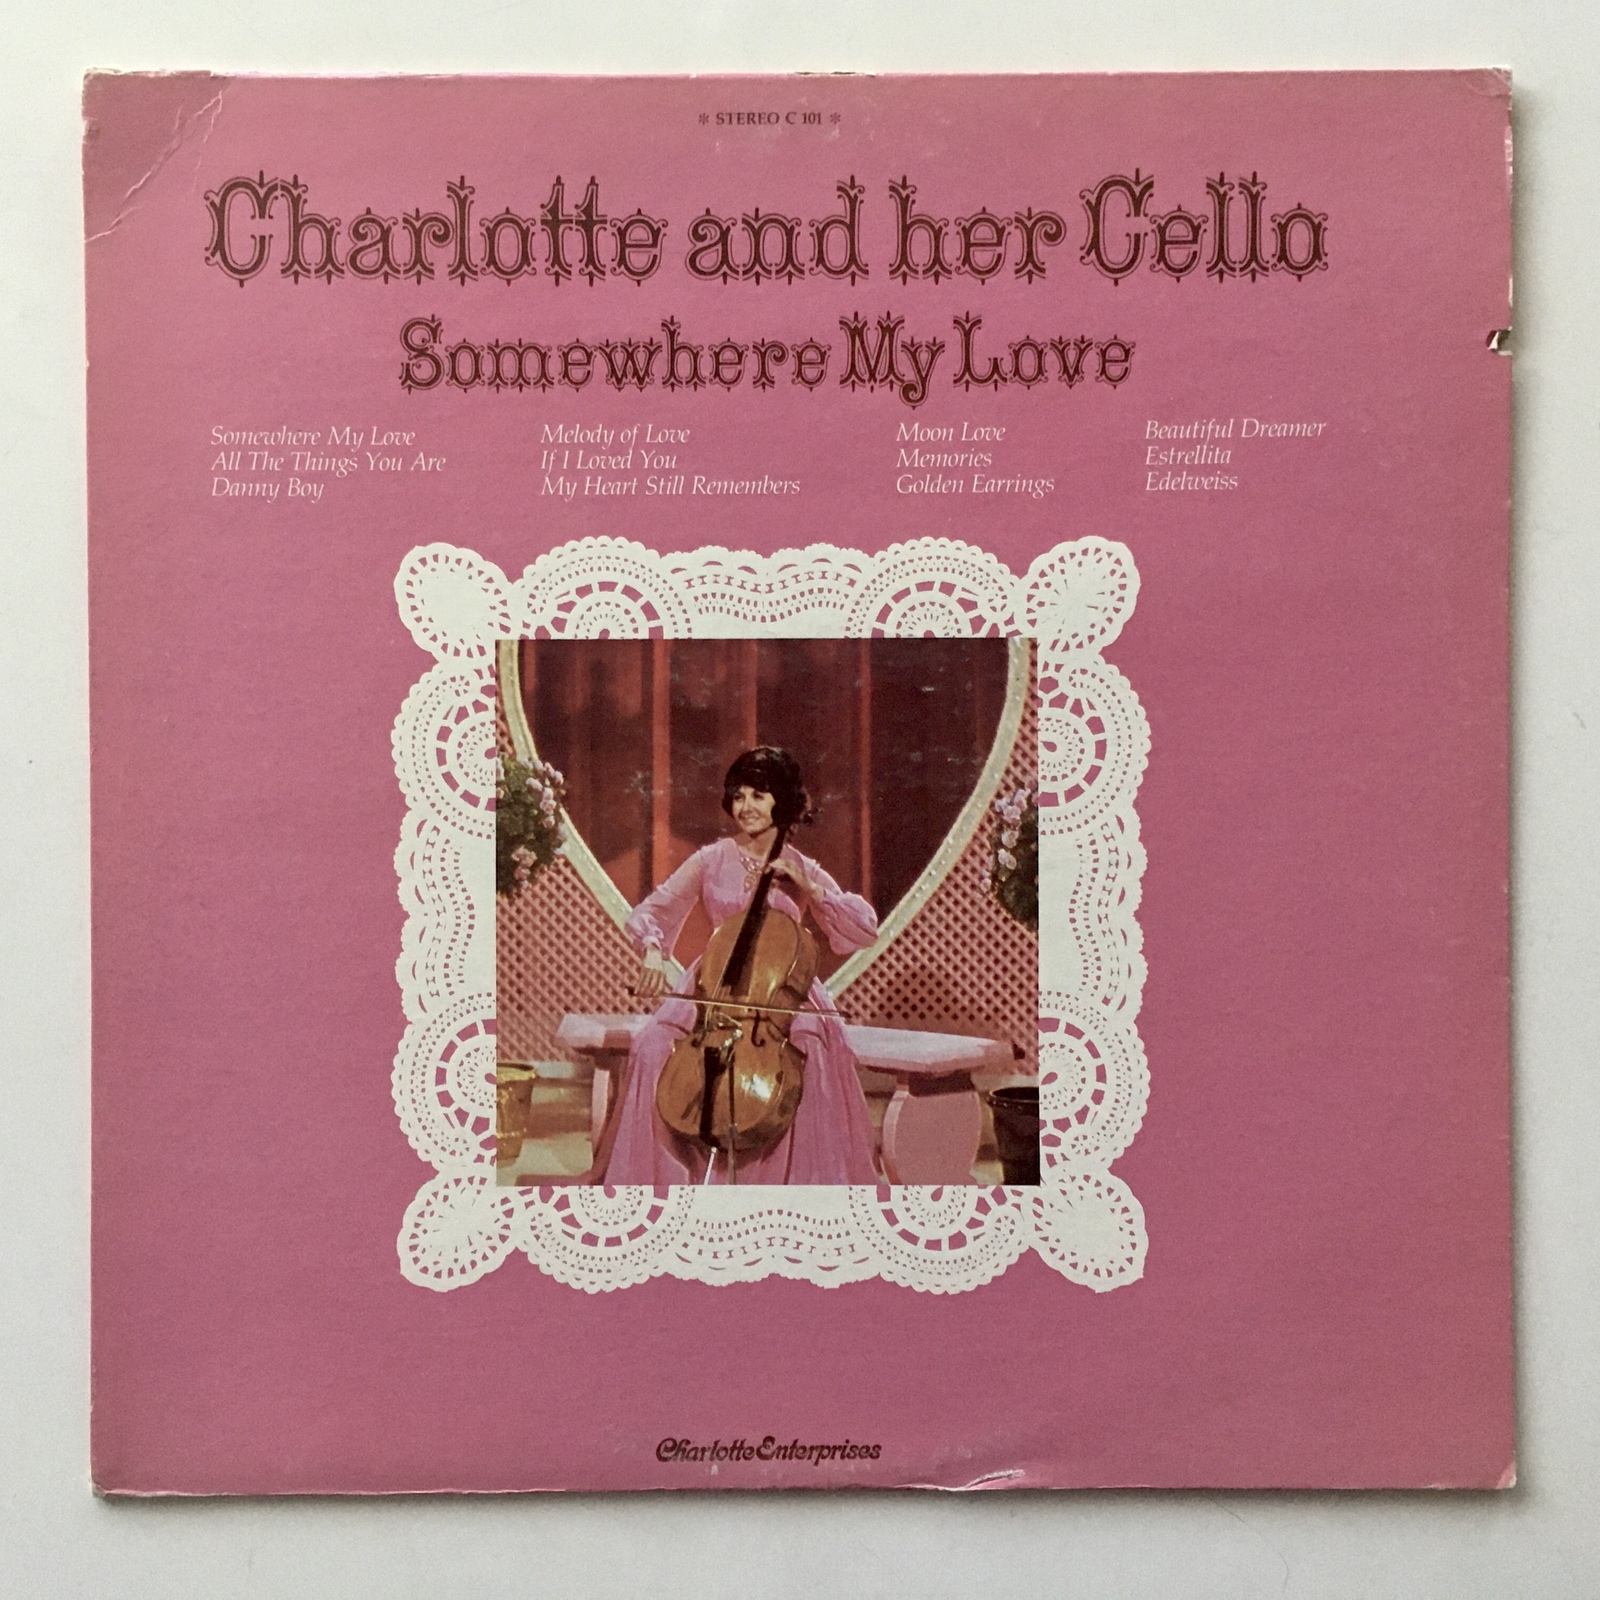 * STEREO C 101 *
Charlotte and her Cello
Somewhere My Love
Somewhere My Love
All The Things You Are
Danny Boy
Melody of Love
If I Loved You
My Heart Still Remembers
Moon Love
Memories
Golden Earrings
Beautiful Dreamer
Estrellita
Edelweiss
Charlotte Enterprises